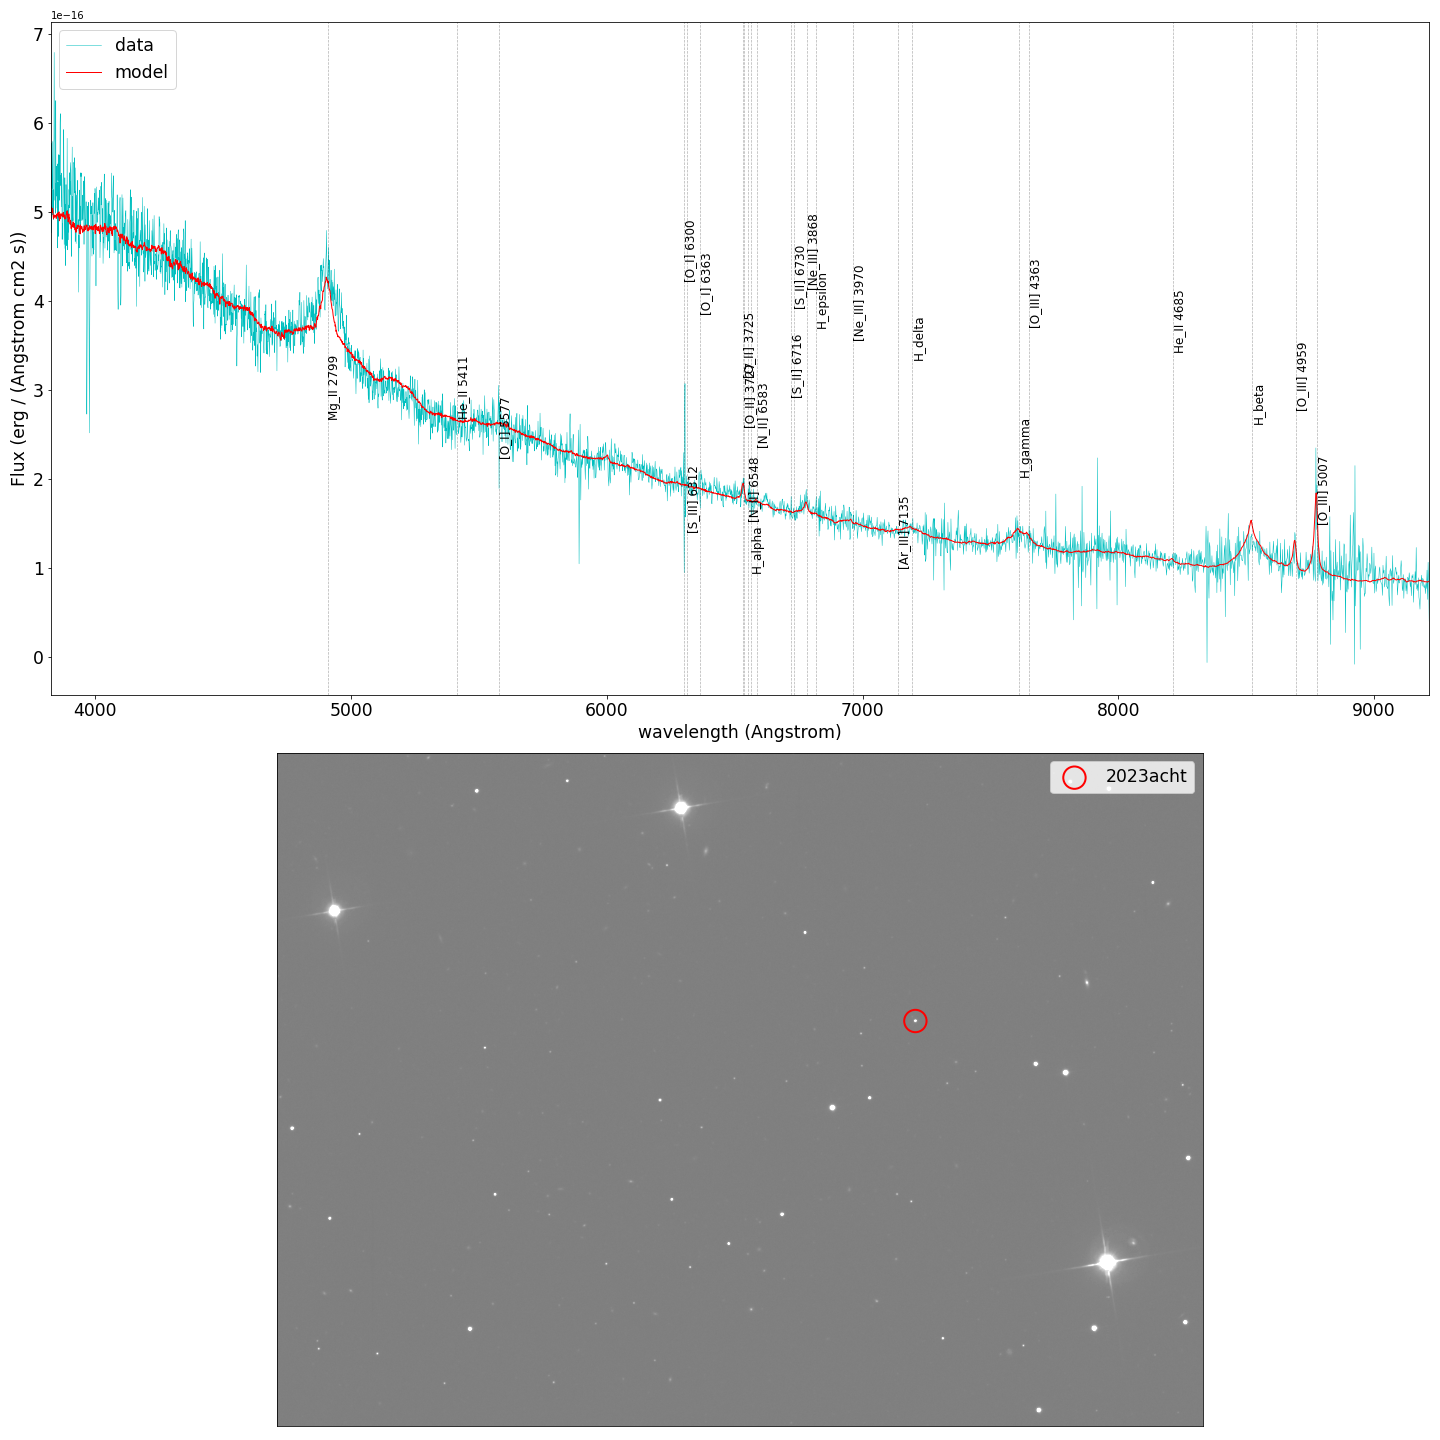 1e−16
data
model
7
6
5
4
3
2
1
0
Flux (erg / (Angstrom cm2 s))
[Ne_III] 3868
[O_I] 6300
[S_II] 6730
[O_I] 6363
H_epsilon
[Ne_III] 3970
[O_III] 4363
He_II 4685
[O_II] 3725
H_delta
[S_II] 6716
[O_III] 4959
Mg_II 2799
He_II 5411
[O_II] 3727
[N_II] 6583
H_beta
[O_I] 5577
H_gamma
[S_III] 6312
[N_II] 6548
[O_III] 5007
H_alpha
[Ar_III] 7135
4000 5000 6000 7000 8000 9000
wavelength (Angstrom)
2023acht